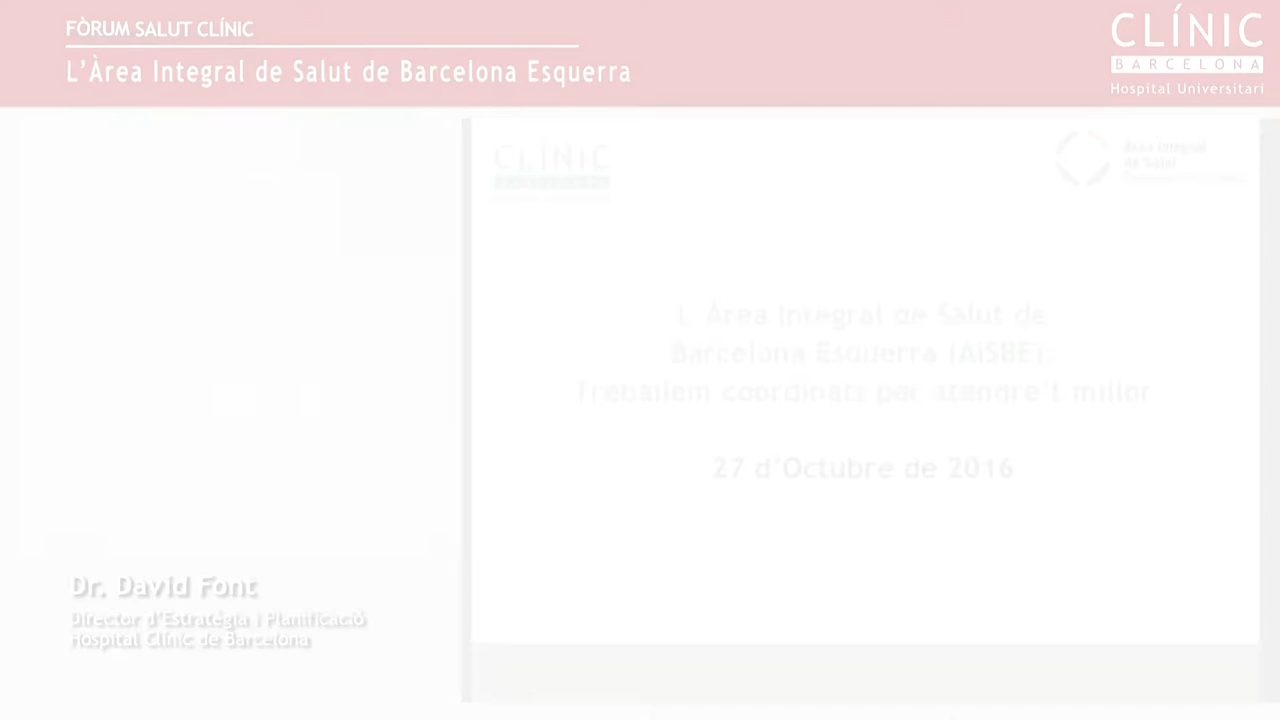 FÒRUM SALUT CLÍNIC
L'Àrea Integral de Salut de Barcelona Esquerra
CLÍNIC
BARCELONA
Hospital Universitari
CLÍNIC
Àrea Integral
de Salut
L'Àrea Integral de Salut de
Barcelona Esquerra (AISBE):
Treballem coordinats per atendre't millor
27 d'Octubre de 2016
Dr. David Font
Director d'Estratègia i Planificació
Hospital Clínic de Barcelona